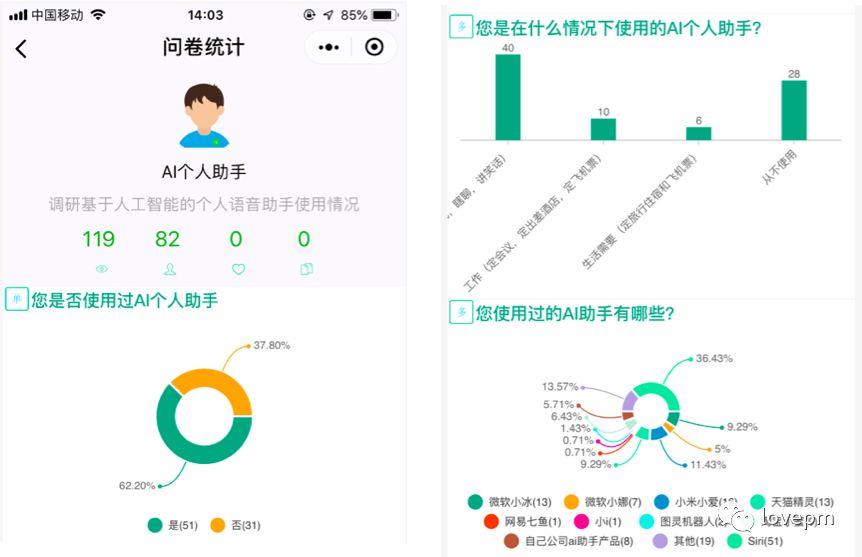 中国移动
14:03
85%
问卷统计
AI个人助手
调研基于人工智能的个人语音助手使用情况
119 82 0 0
单 您是否使用过AI个人助手
37.80%
62.20%
是(51) 否(31)
多 您是在什么情况下使用的AI个人助手?
40
10
6
28
瞎聊,讲笑话)
工作(定会议,定出差酒店,定飞机票)
生活需要(定旅行住宿和飞机票)
从不使用
多 您使用过的AI助手有哪些?
36.43%
13.57%
5.71%
6.43%
1.43%
0.71%
0.71%
9.29%
9.29%
5%
11.43%
微软小冰(13) 微软小娜(7) 小米小爱 天猫精灵(13)
网易七鱼(1) 小i(1) 图灵机器人(2)
自己公司ai助手产品(8) 其他(19) Siri(51)
lovepm